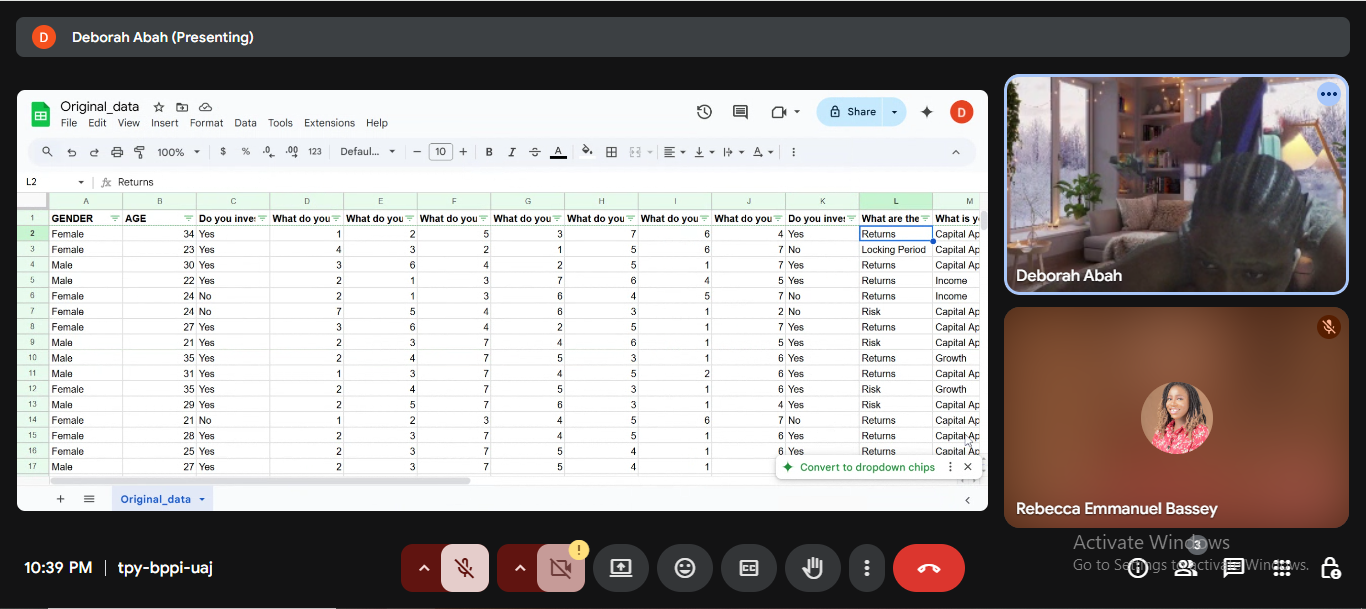 D Deborah Abah (Presenting)
Original_data
File Edit View Insert Format Data Tools Extensions Help
Share
D
100% $ % .0 .00 123 Defaul... − 10 + B I S A
L2 fx Returns
A B C D E F G H I J K L M
1 GENDER AGE Do you inve: What do you What do you What do you What do you What do you What do you What do you Do you inves What are the What is y
2 Female 34 Yes 1 2 5 3 7 6 4 Yes Returns Capital Ap
3 Female 23 Yes 4 3 2 1 5 6 7 No Locking Period Capital Ap
4 Male 30 Yes 3 6 4 2 5 1 7 Yes Returns Capital Ap
5 Male 22 Yes 2 1 3 7 6 4 5 Yes Returns Income
6 Female 24 No 2 1 3 6 4 5 7 No Returns Income
7 Female 24 No 7 5 4 6 3 1 2 No Risk Capital Ap
8 Female 27 Yes 3 6 4 2 5 1 7 Yes Returns Capital Ap
9 Male 21 Yes 2 3 7 4 6 1 5 Yes Risk Capital Ap
10 Male 35 Yes 2 4 7 5 3 1 6 Yes Returns Growth
11 Male 31 Yes 1 3 7 4 5 2 6 Yes Returns Capital Ap
12 Female 35 Yes 2 4 7 5 3 1 6 Yes Risk Growth
13 Male 29 Yes 2 5 7 6 3 1 4 Yes Risk Capital Ap
14 Female 21 No 1 2 3 4 5 6 7 No Returns Capital Ap
15 Female 28 Yes 2 3 7 4 5 1 6 Yes Returns Capital Ap
16 Female 25 Yes 2 3 7 5 4 1 6 Yes Returns Capital Ap
17 Male 27 Yes 2 3 7 5 4 1
Convert to dropdown chips
Original_data
Deborah Abah
Rebecca Emmanuel Bassey
Activate Windows
Go to Settings to activate Windows.
3
10:39 PM | tpy-bppi-uaj
CC